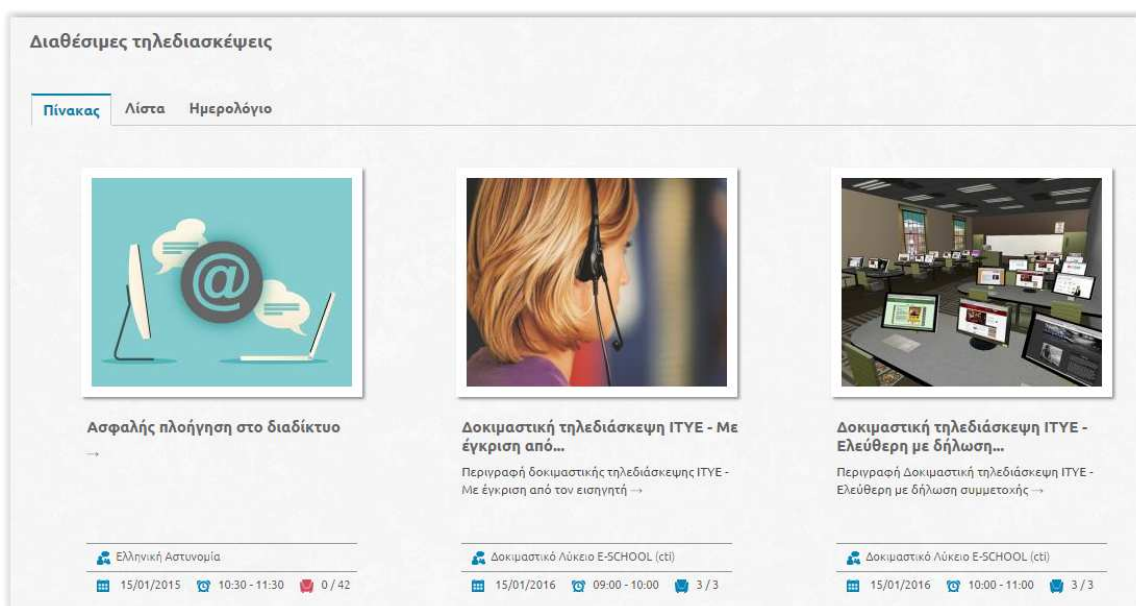 Διαθέσιμες τηλεδιασκέψεις
Πίνακας Λίστα Ημερολόγιο
@
Ασφαλής πλοήγηση στο διαδίκτυο
→
Ελληνική Αστυνομία
15/01/2015 10:30 - 11:30 0 / 42
Δοκιμαστική τηλεδιάσκεψη ΙΤΥΕ - Με
έγκριση από...
Περιγραφή δοκιμαστικής τηλεδιάσκεψης ΙΤΥΕ -
Με έγκριση από τον εισηγητή →
Δοκιμαστικό Λύκειο E-SCHOOL (cti)
15/01/2016 09:00 - 10:00 3 / 3
Δοκιμαστική τηλεδιάσκεψη ΙΤΥΕ -
Ελεύθερη με δήλωση...
Περιγραφή Δοκιμαστική τηλεδιάσκεψη ΙΤΥΕ -
Ελεύθερη με δήλωση συμμετοχής →
Δοκιμαστικό Λύκειο E-SCHOOL (cti)
15/01/2016 10:00 - 11:00 3 / 3